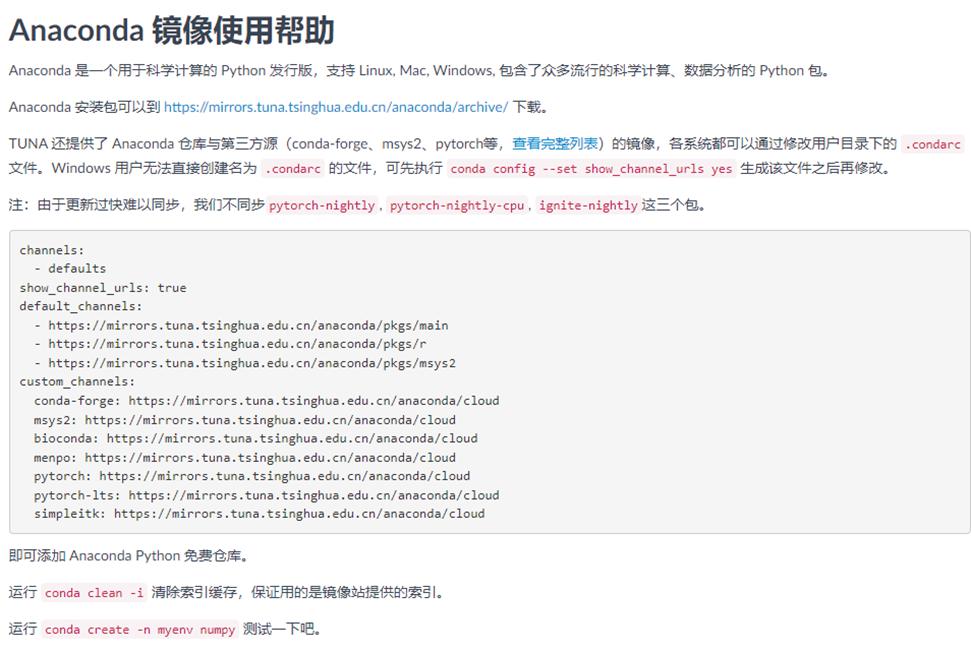 Anaconda 镜像使用帮助
Anaconda 是一个用于科学计算的 Python 发行版，支持 Linux, Mac, Windows, 包含了众多流行的科学计算、数据分析的 Python 包。
Anaconda 安装包可以到 https://mirrors.tuna.tsinghua.edu.cn/anaconda/archive/ 下载。
TUNA 还提供了 Anaconda 仓库与第三方源（conda-forge、msys2、pytorch等，查看完整列表）的镜像，各系统都可以通过修改用户目录下的 .condarc
文件。Windows 用户无法直接创建名为 .condarc 的文件，可先执行 conda config --set show_channel_urls yes 生成该文件之后再修改。
注：由于更新过快难以同步，我们不同步 pytorch-nightly, pytorch-nightly-cpu, ignite-nightly 这三个包。
channels:
  - defaults
show_channel_urls: true
default_channels:
  - https://mirrors.tuna.tsinghua.edu.cn/anaconda/pkgs/main
  - https://mirrors.tuna.tsinghua.edu.cn/anaconda/pkgs/r
  - https://mirrors.tuna.tsinghua.edu.cn/anaconda/pkgs/msys2
custom_channels:
  conda-forge: https://mirrors.tuna.tsinghua.edu.cn/anaconda/cloud
  msys2: https://mirrors.tuna.tsinghua.edu.cn/anaconda/cloud
  bioconda: https://mirrors.tuna.tsinghua.edu.cn/anaconda/cloud
  menpo: https://mirrors.tuna.tsinghua.edu.cn/anaconda/cloud
  pytorch: https://mirrors.tuna.tsinghua.edu.cn/anaconda/cloud
  pytorch-lts: https://mirrors.tuna.tsinghua.edu.cn/anaconda/cloud
  simpleitk: https://mirrors.tuna.tsinghua.edu.cn/anaconda/cloud
即可添加 Anaconda Python 免费仓库。
运行 conda clean -i 清除索引缓存，保证用的是镜像站提供的索引。
运行 conda create -n myenv numpy 测试一下吧。